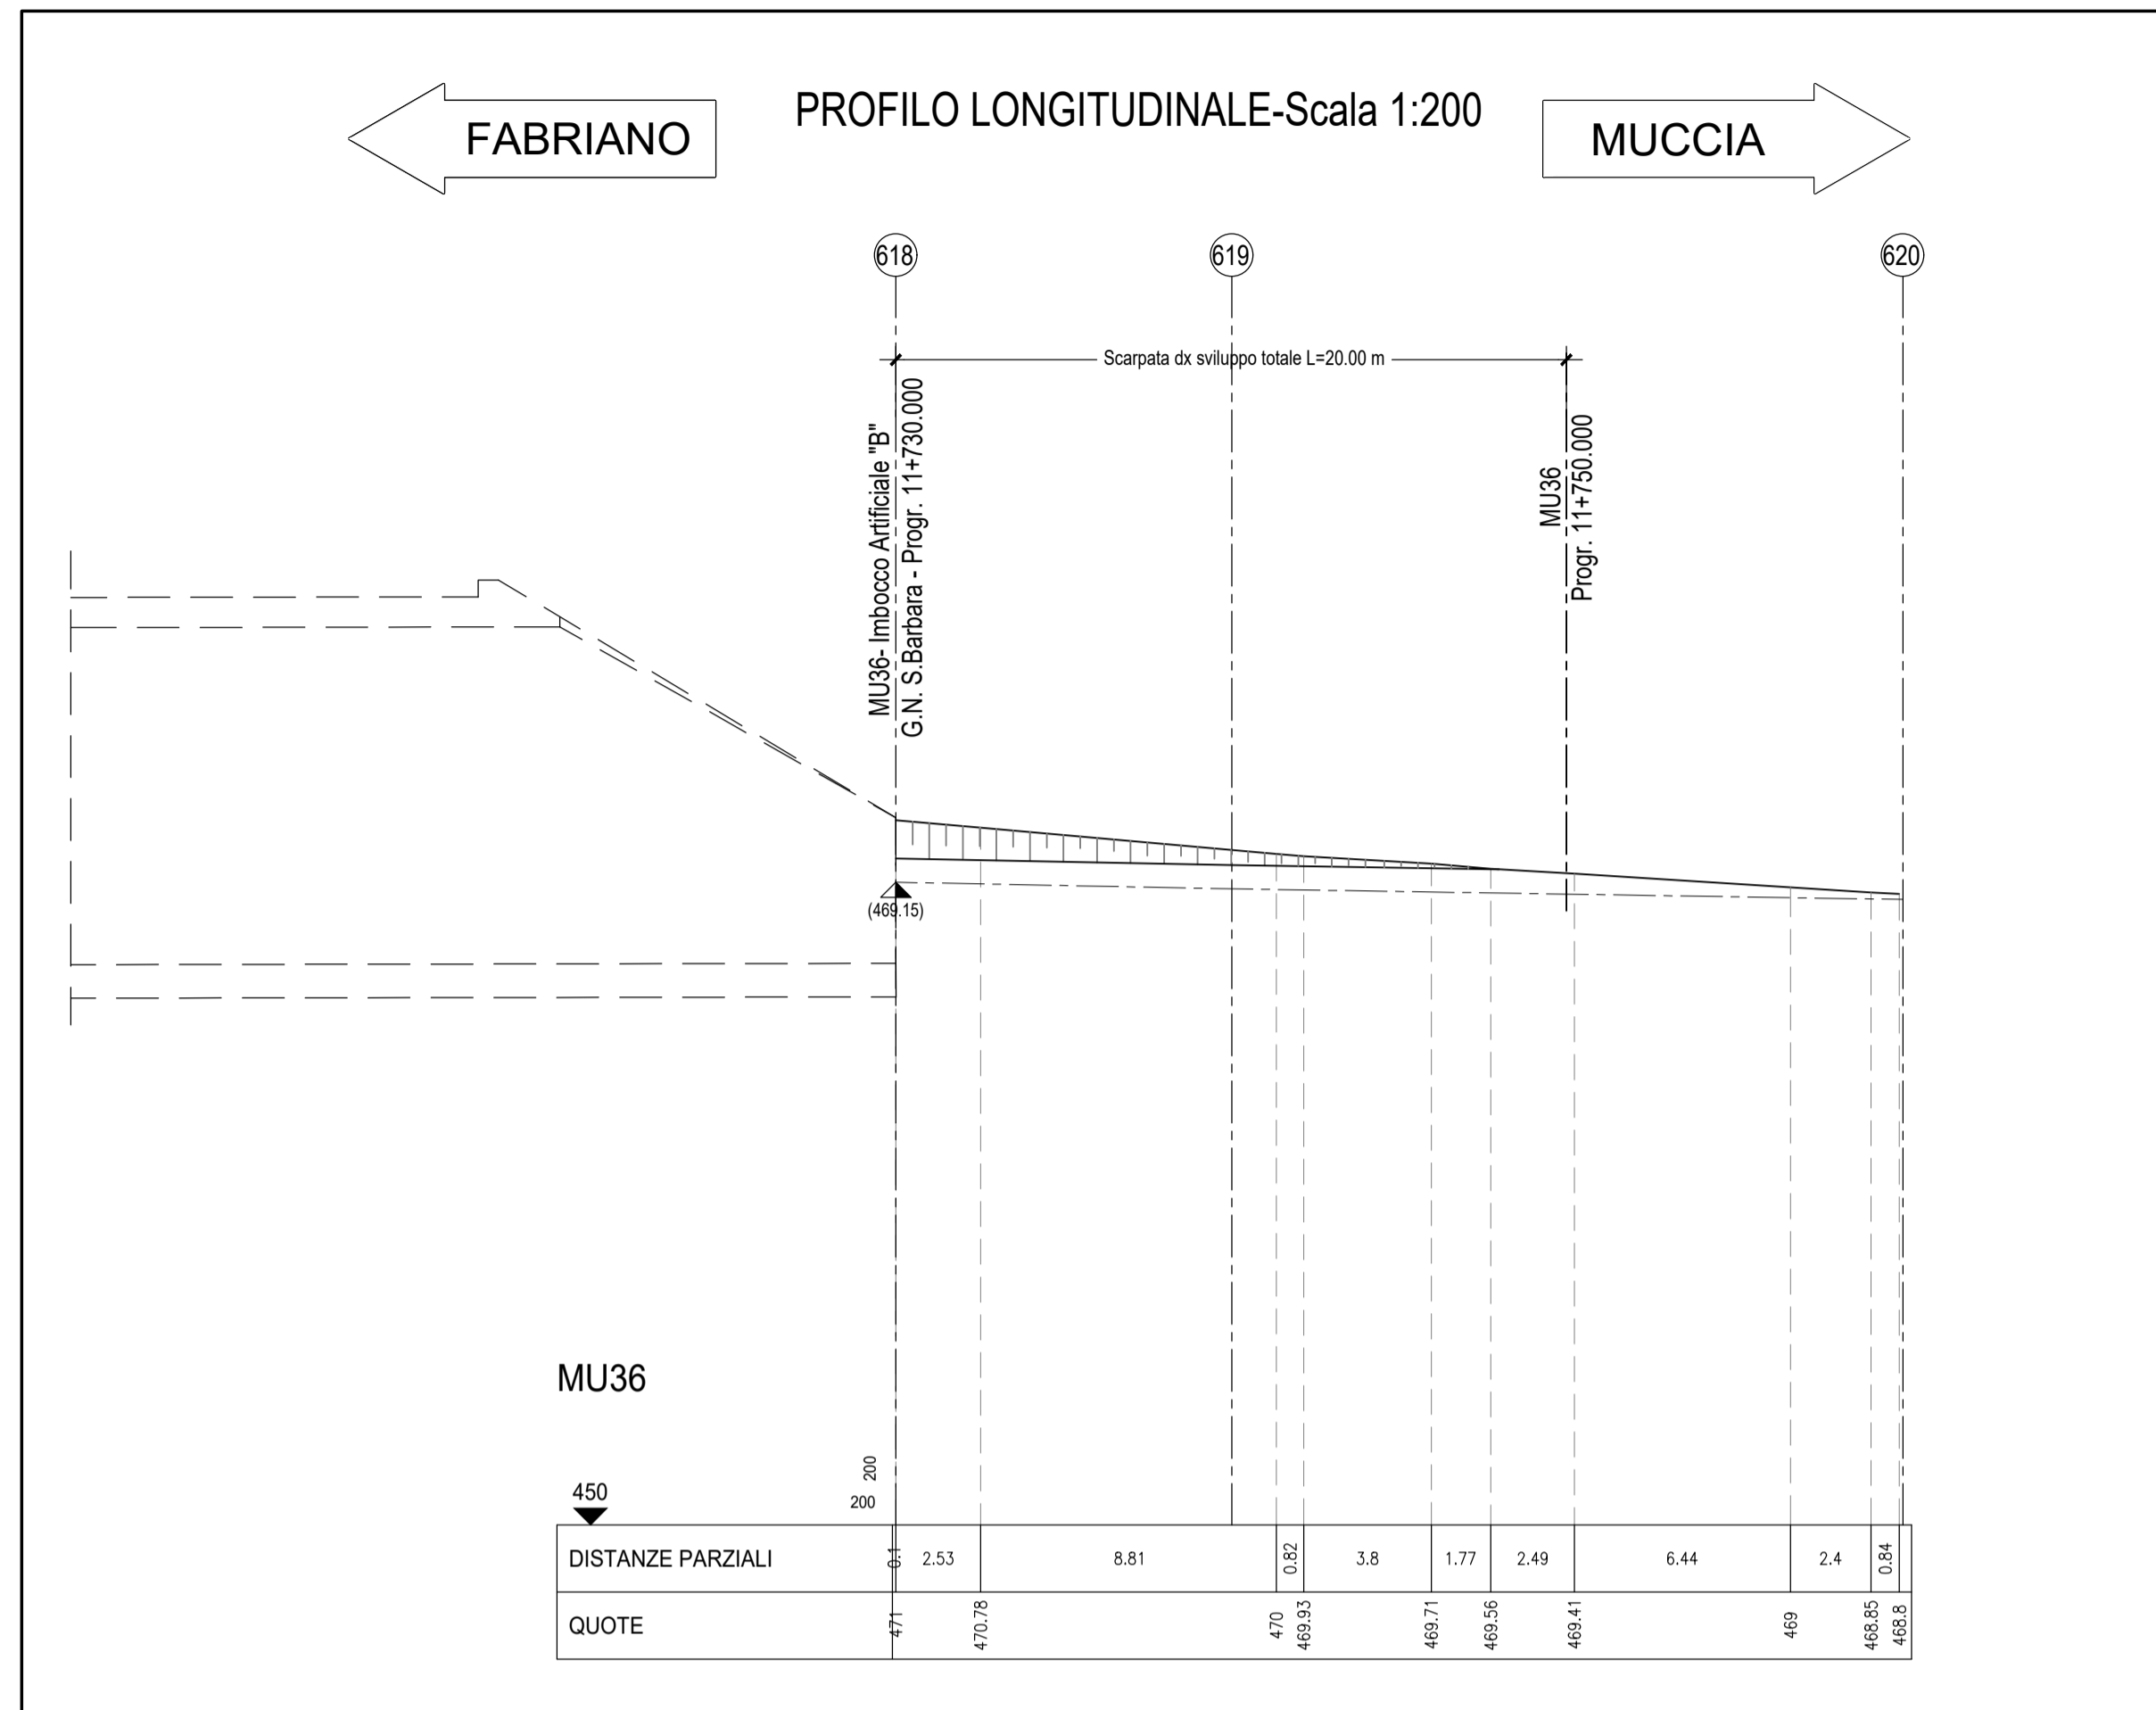 PROFILO LONGITUDINALE-Scala 1:200
FABRIANO
MUCCIA
618
619
620
Scarpata dx sviluppo totale L=20.00 m
MU36- Imbocco Artificiale "B"
G.N. S.Barbara - Progr. 11+730.000
MU36
Progr. 11+750.000
(469.15)
MU36
200
200
450
DISTANZE PARZIALI
0.1
2.53
8.81
0.82
3.8
1.77
2.49
6.44
2.4
0.84
QUOTE
471
470.78
470
469.93
469.71
469.56
469.41
469
468.85
468.8